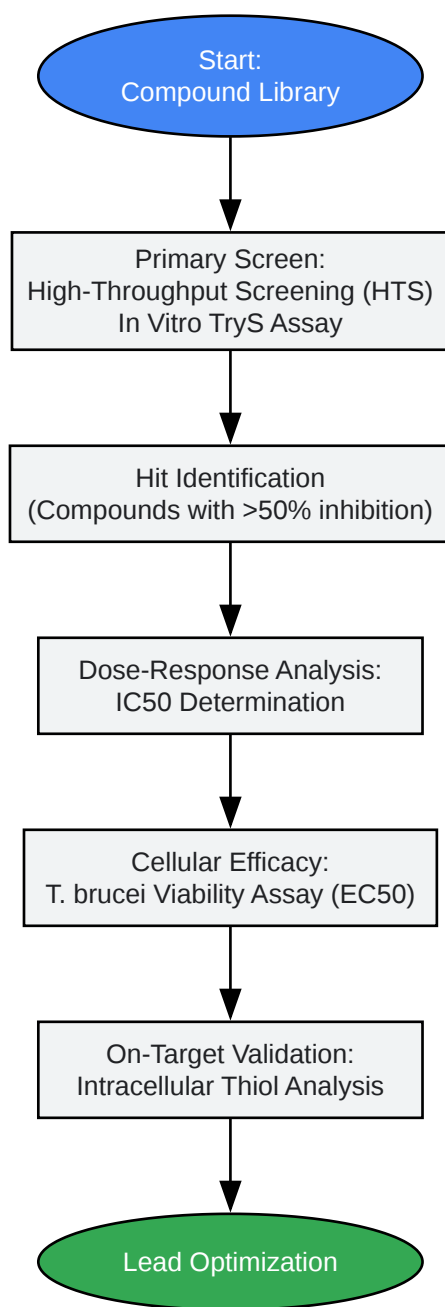 Start:
Compound Library
Primary Screen:
High-Throughput Screening (HTS)
In Vitro TryS Assay
Hit Identification
(Compounds with >50% inhibition)
Dose-Response Analysis:
IC50 Determination
Cellular Efficacy:
T. brucei Viability Assay (EC50)
On-Target Validation:
Intracellular Thiol Analysis
Lead Optimization